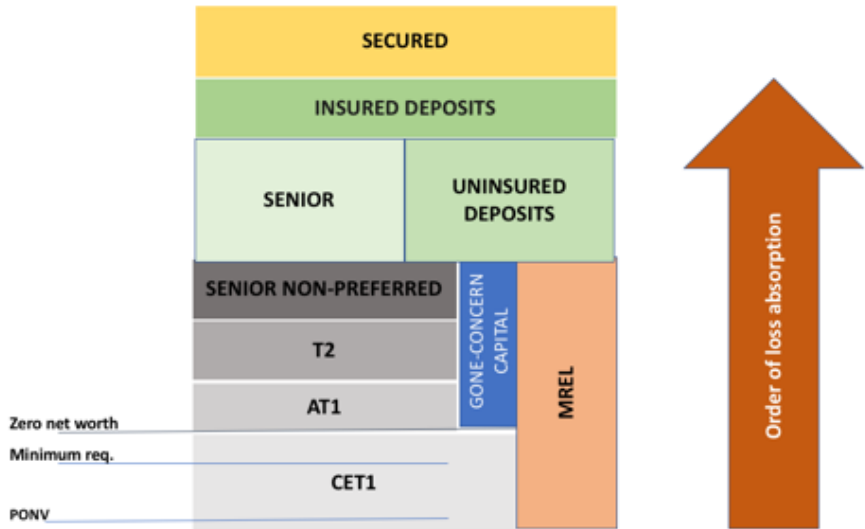 SECURED
INSURED DEPOSITS
SENIOR
UNINSURED
DEPOSITS
SENIOR NON-PREFERRED
T2
AT1
GONE-CONCERN
CAPITAL
MREL
Zero net worth
Minimum req.
CET1
PONV
Order of loss absorption